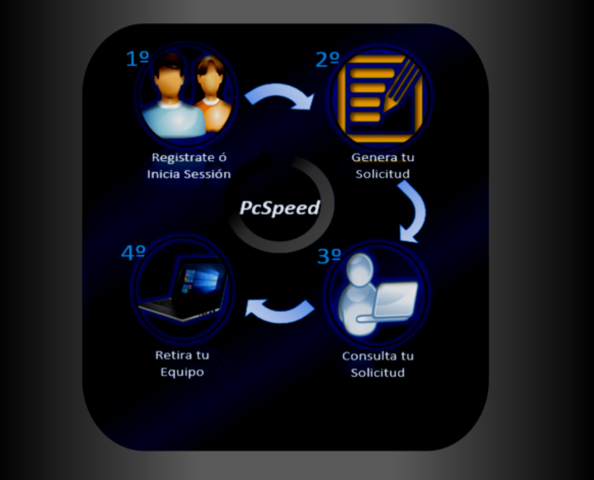 1º
Registrate ó
Inicia Sessión
2º
Genera tu
Solicitud
PcSpeed
3º
Consulta tu
Solicitud
4º
Retira tu
Equipo